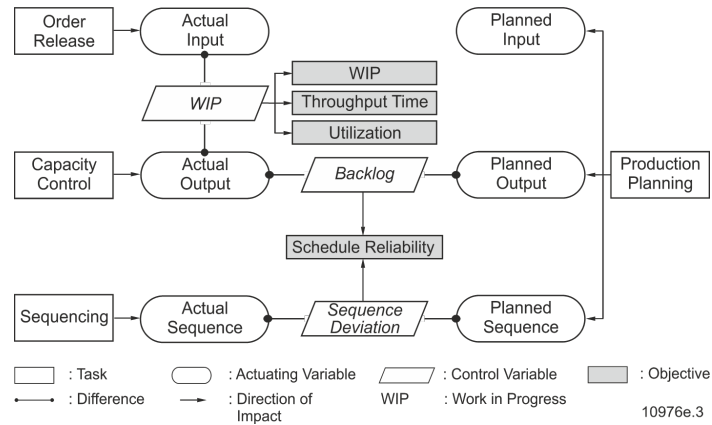 Order
Release
Actual
Input
Planned
Input
WIP
WIP
Throughput Time
Utilization
Capacity
Control
Actual
Output
Backlog
Planned
Output
Production
Planning
Schedule Reliability
Sequencing
Actual
Sequence
Sequence
Deviation
Planned
Sequence
: Task
: Actuating Variable
: Control Variable
: Objective
: Difference
: Direction of
Impact
WIP : Work in Progress
10976e.3